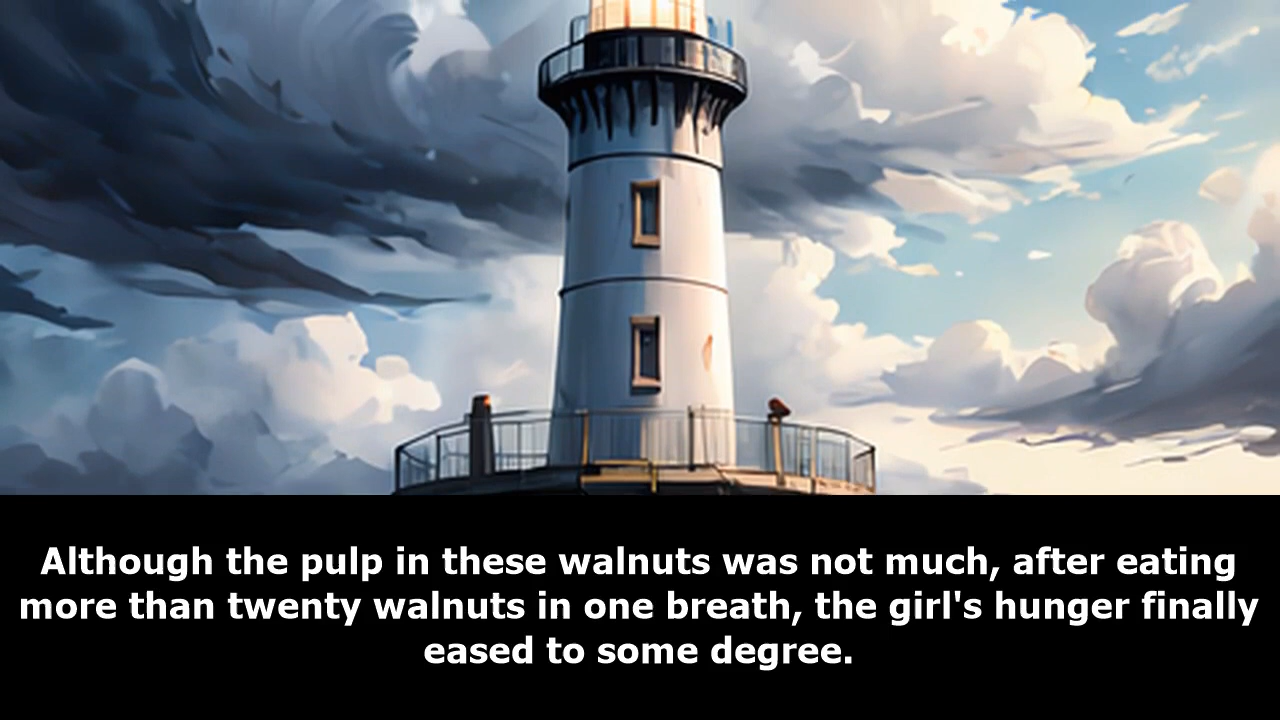 Although the pulp in these walnuts was not much, after eating
more than twenty walnuts in one breath, the girl's hunger finally
eased to some degree.